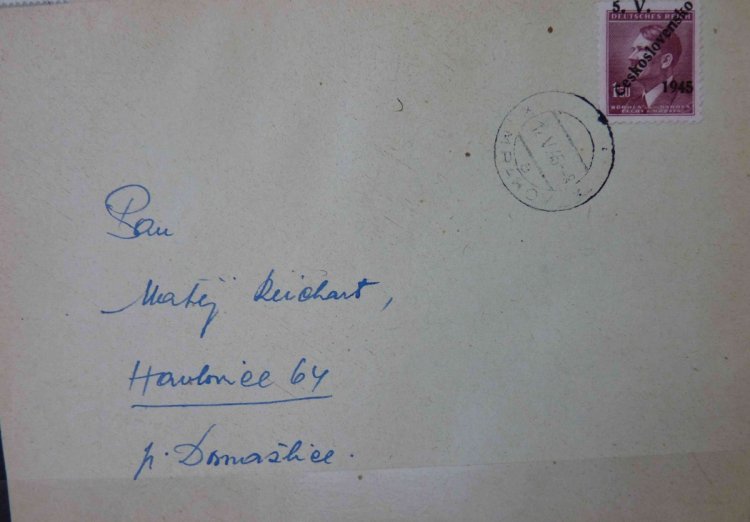 5. V.
DEUTSCHES REICH
Československo
1945
Pan
Matěj Reichart,
Havlovice 64
p. Domažlice.